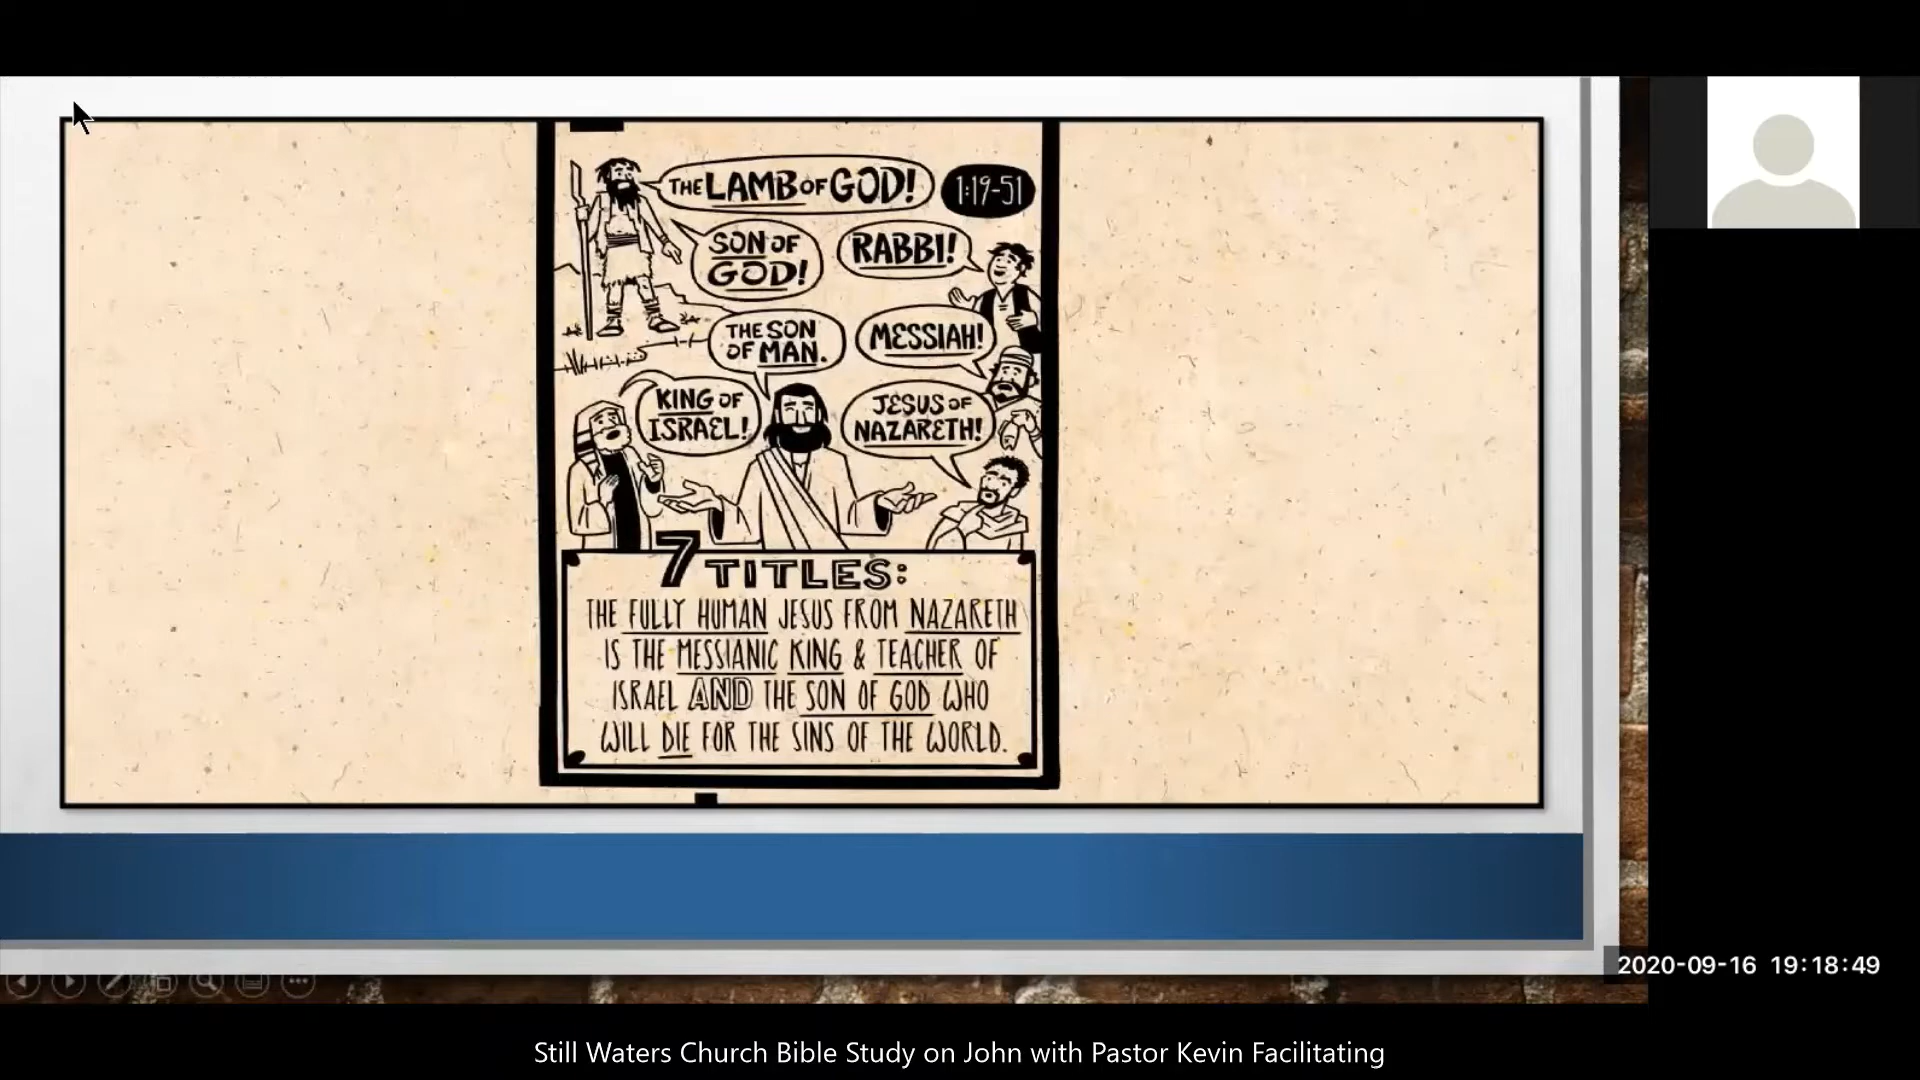 THE LAMB OF GOD!
1:19-51
SON OF
GOD!
RABBI!
THE SON
OF MAN.
MESSIAH!
KING OF
ISRAEL!
JESUS OF
NAZARETH!
7 TITLES:
THE FULLY HUMAN JESUS FROM NAZARETH
IS THE MESSIANIC KING & TEACHER OF
ISRAEL AND THE SON OF GOD WHO
WILL DIE FOR THE SINS OF THE WORLD.
2020-09-16 19:18:49
Still Waters Church Bible Study on John with Pastor Kevin Facilitating